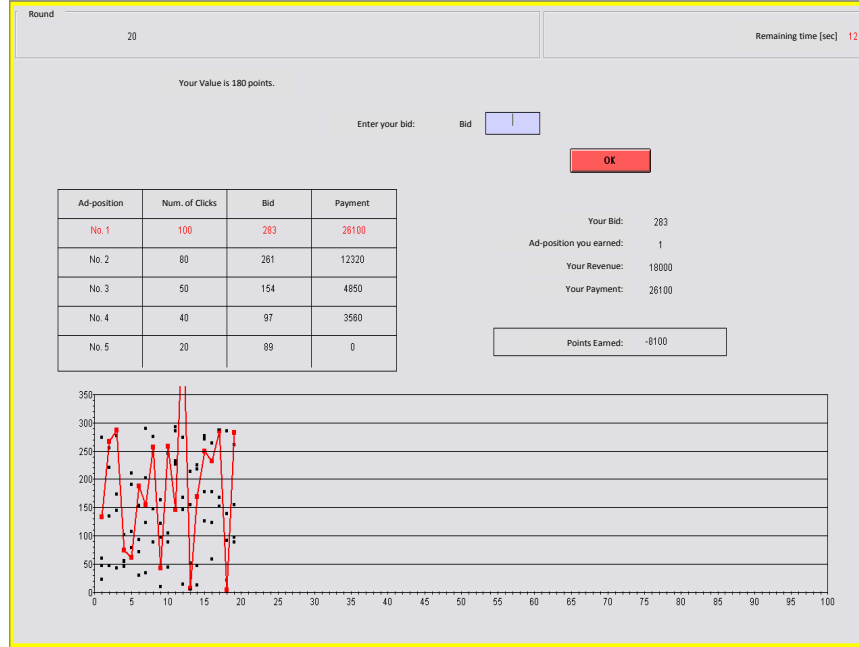 Round
20
Remaining time [sec] 12
Your Value is 180 points.
Enter your bid: Bid
OK
Ad-position Num. of Clicks Bid Payment
No. 1 100 283 26100
No. 2 80 261 12320
No. 3 50 154 4850
No. 4 40 97 3560
No. 5 20 89 0
Your Bid: 283
Ad-position you earned: 1
Your Revenue: 18000
Your Payment: 26100
Points Earned: -8100
350
300
250
200
150
100
50
0
0 5 10 15 20 25 30 35 40 45 50 55 60 65 70 75 80 85 90 95 100